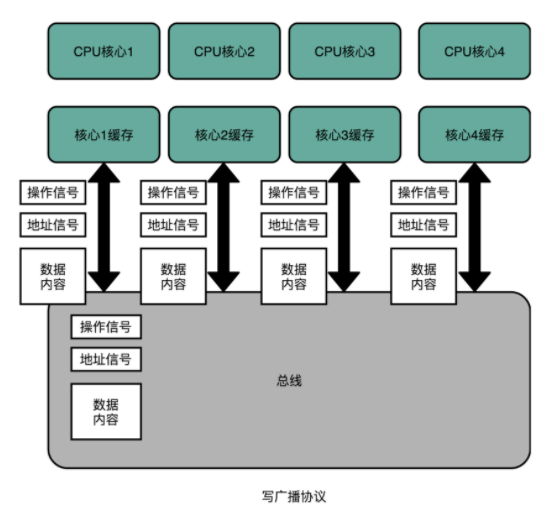 CPU核心1
CPU核心2
CPU核心3
CPU核心4
核心1缓存
核心2缓存
核心3缓存
核心4缓存
操作信号
操作信号
操作信号
操作信号
地址信号
地址信号
地址信号
地址信号
数据
内容
数据
内容
数据
内容
数据
内容
操作信号
地址信号
总线
数据
内容
写广播协议